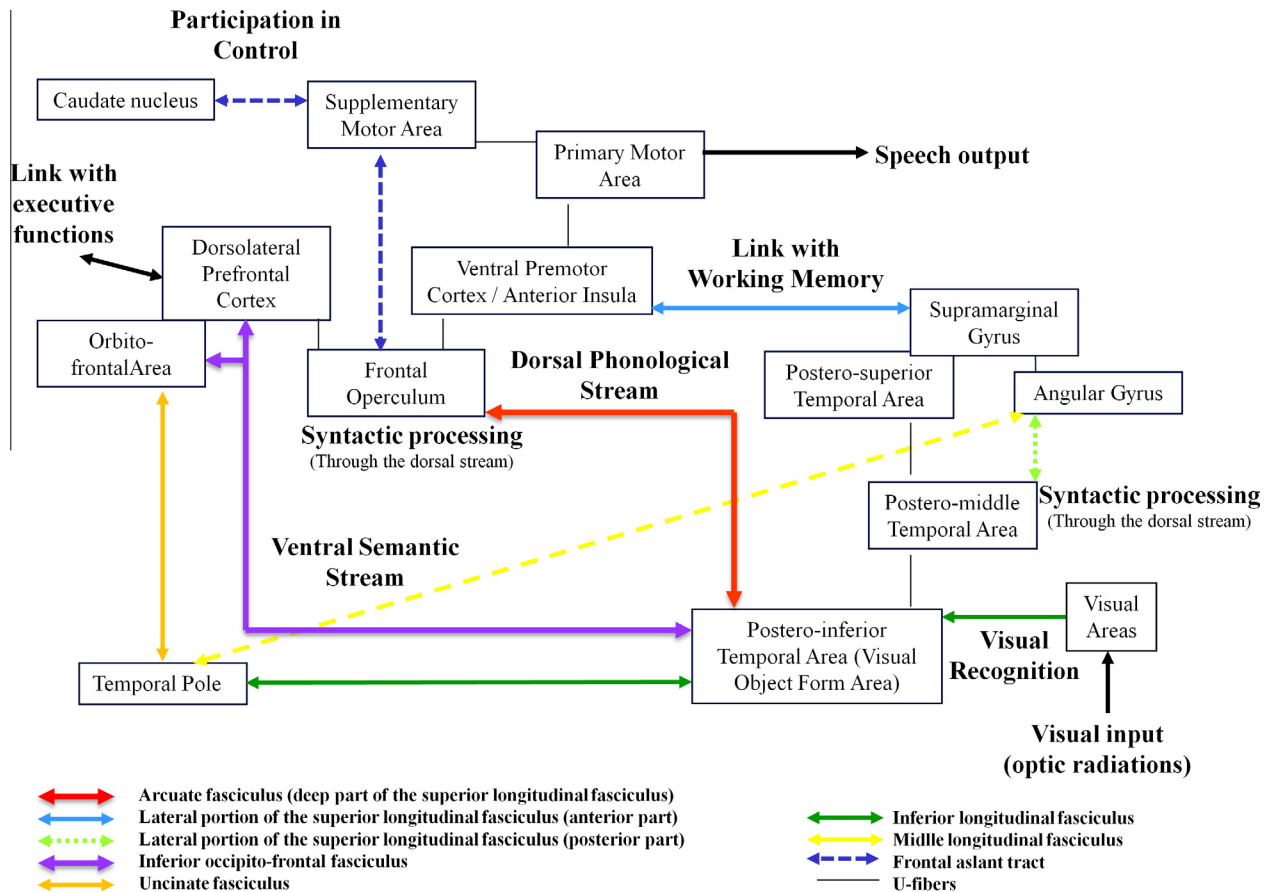 Participation in
Control
Caudate nucleus
Supplementary
Motor Area
Primary Motor
Area
Speech output
Link with
executive
functions
Dorsolateral
Prefrontal
Cortex
Ventral Premotor
Cortex / Anterior Insula
Link with
Working Memory
Supramarginal
Gyrus
Orbito-
frontalArea
Frontal
Operculum
Dorsal Phonological
Stream
Postero-superior
Temporal Area
Angular Gyrus
Syntactic processing
(Through the dorsal stream)
Postero-middle
Temporal Area
Syntactic processing
(Through the dorsal stream)
Ventral Semantic
Stream
Postero-inferior
Temporal Area (Visual
Object Form Area)
Visual
Areas
Visual
Recognition
Temporal Pole
Visual input
(optic radiations)
Arcuate fasciculus (deep part of the superior longitudinal fasciculus)
Lateral portion of the superior longitudinal fasciculus (anterior part)
Lateral portion of the superior longitudinal fasciculus (posterior part)
Inferior occipito-frontal fasciculus
Uncinate fasciculus
Inferior longitudinal fasciculus
Midlle longitudinal fasciculus
Frontal aslant tract
U-fibers